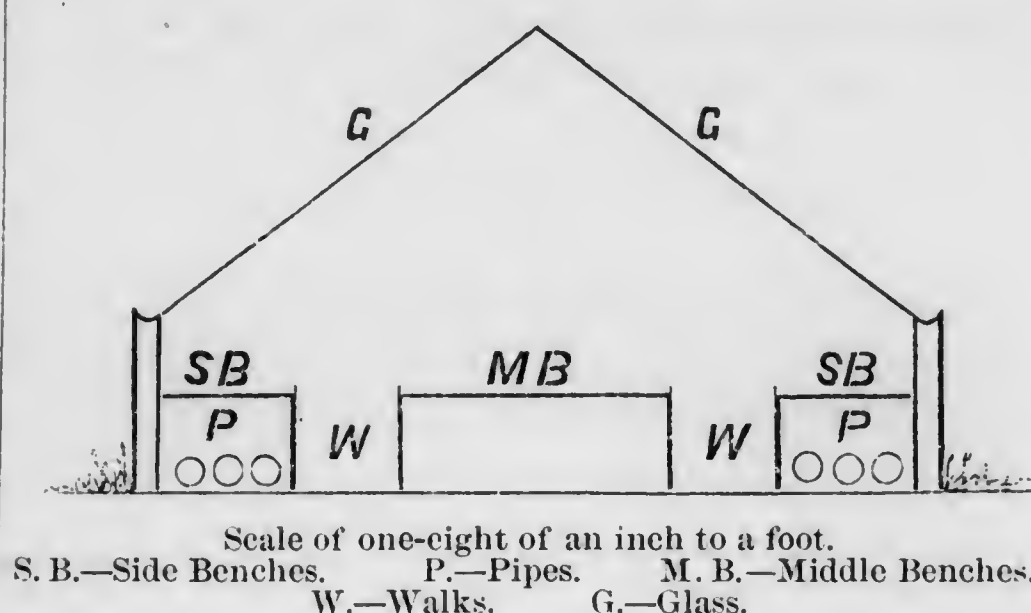 G G
SB MB SB
P P
W W
Scale of one-eight of an inch to a foot.
S. B.—Side Benches. P.—Pipes. M. B.—Middle Benches.
W.—Walks. G.—Glass.